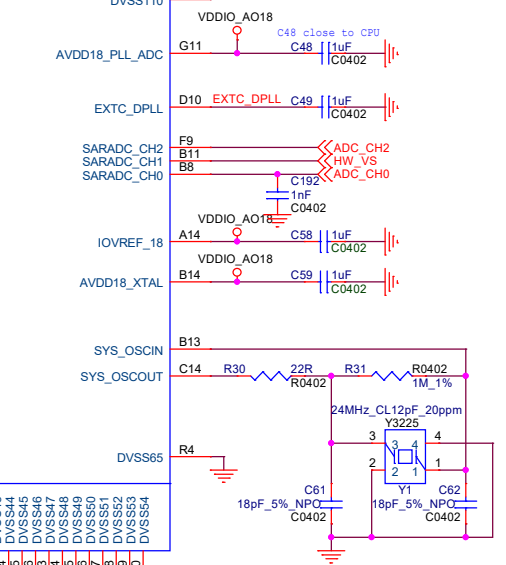 DVSS110
VDDIO_AO18
C48 close to CPU
AVDD18_PLL_ADC G11 C48 1uF
C0402
EXTC_DPLL D10 EXTC_DPLL C49 1uF
C0402
SARADC_CH2 F9 ADC_CH2
SARADC_CH1 B11 HW_VS
SARADC_CH0 B8 ADC_CH0
C192
1nF
C0402
VDDIO_AO18
IOVREF_18 A14 C58 1uF
C0402
VDDIO_AO18
AVDD18_XTAL B14 C59 1uF
C0402
SYS_OSCIN B13
SYS_OSCOUT C14 R30 22R R31 R0402
R0402 1M_1%
24MHz_CL12pF_20ppm
Y3225
3 3 4 4
2 2 1 1
DVSS65 R4
Y1
C61 C62
18pF_5%_NPO 18pF_5%_NPO
C0402 C0402
DVSS44
DVSS45
DVSS46
DVSS47
DVSS48
DVSS49
DVSS50
DVSS51
DVSS52
DVSS53
DVSS54